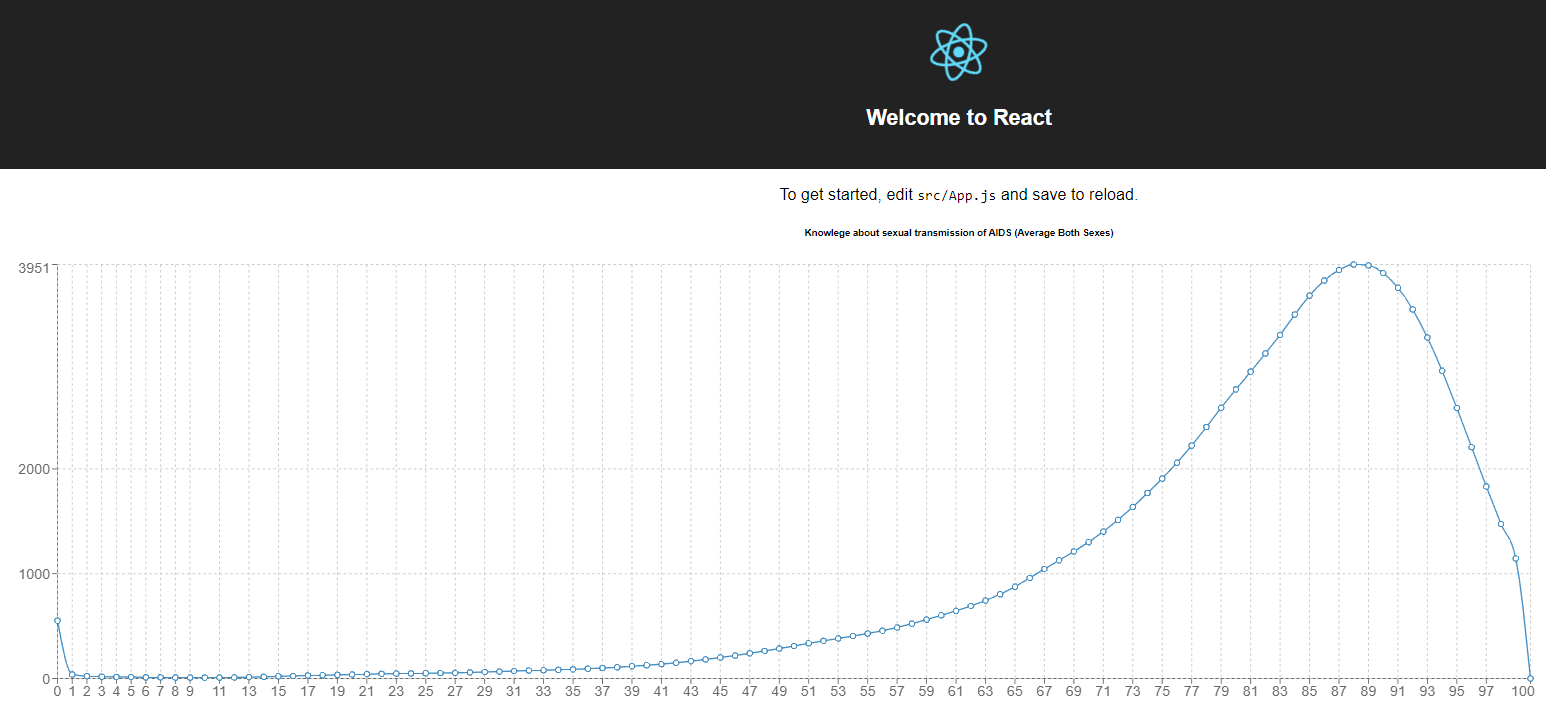 Welcome to React
To get started, edit src/App.js and save to reload.
Knowlege about sexual transmission of AIDS (Average Both Sexes)
3951
2000
1000
0
0 1 2 3 4 5 6 7 8 9 11 13 15 17 19 21 23 25 27 29 31 33 35 37 39 41 43 45 47 49 51 53 55 57 59 61 63 65 67 69 71 73 75 77 79 81 83 85 87 89 91 93 95 97 100